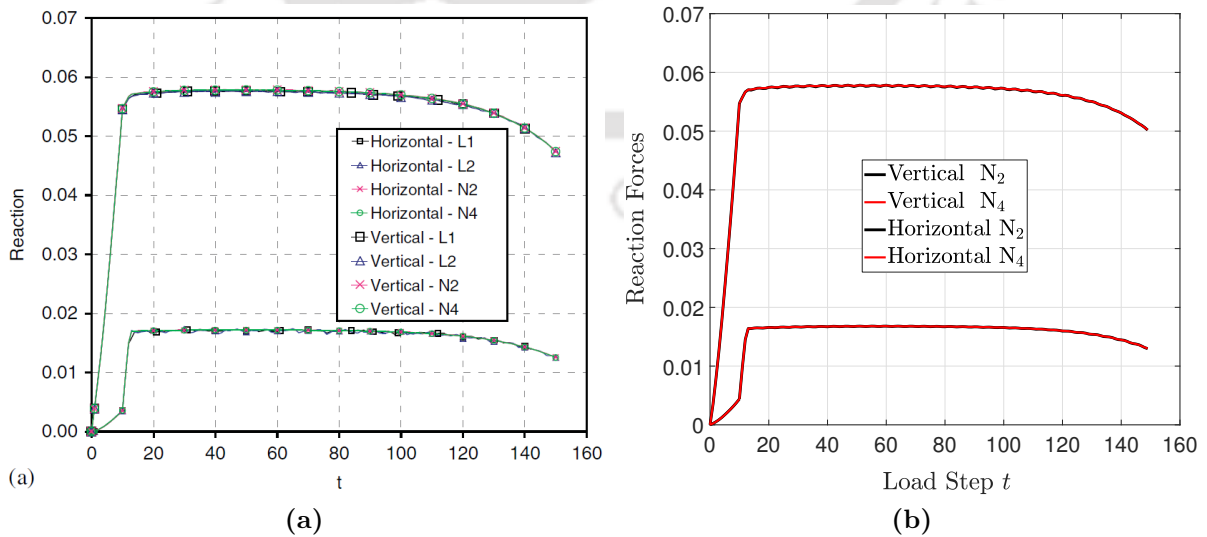 0.07
0.06
0.05
0.04
0.03
0.02
0.01
0.00
Reaction
0 20 40 60 80 100 120 140 160
t
Horizontal - L1
Horizontal - L2
Horizontal - N2
Horizontal - N4
Vertical - L1
Vertical - L2
Vertical - N2
Vertical - N4
(a)
(a)
0.07
0.06
0.05
0.04
0.03
0.02
0.01
0
Reaction Forces
0 20 40 60 80 100 120 140 160
Load Step t
Vertical N₂
Vertical N₄
Horizontal N₂
Horizontal N₄
(b)